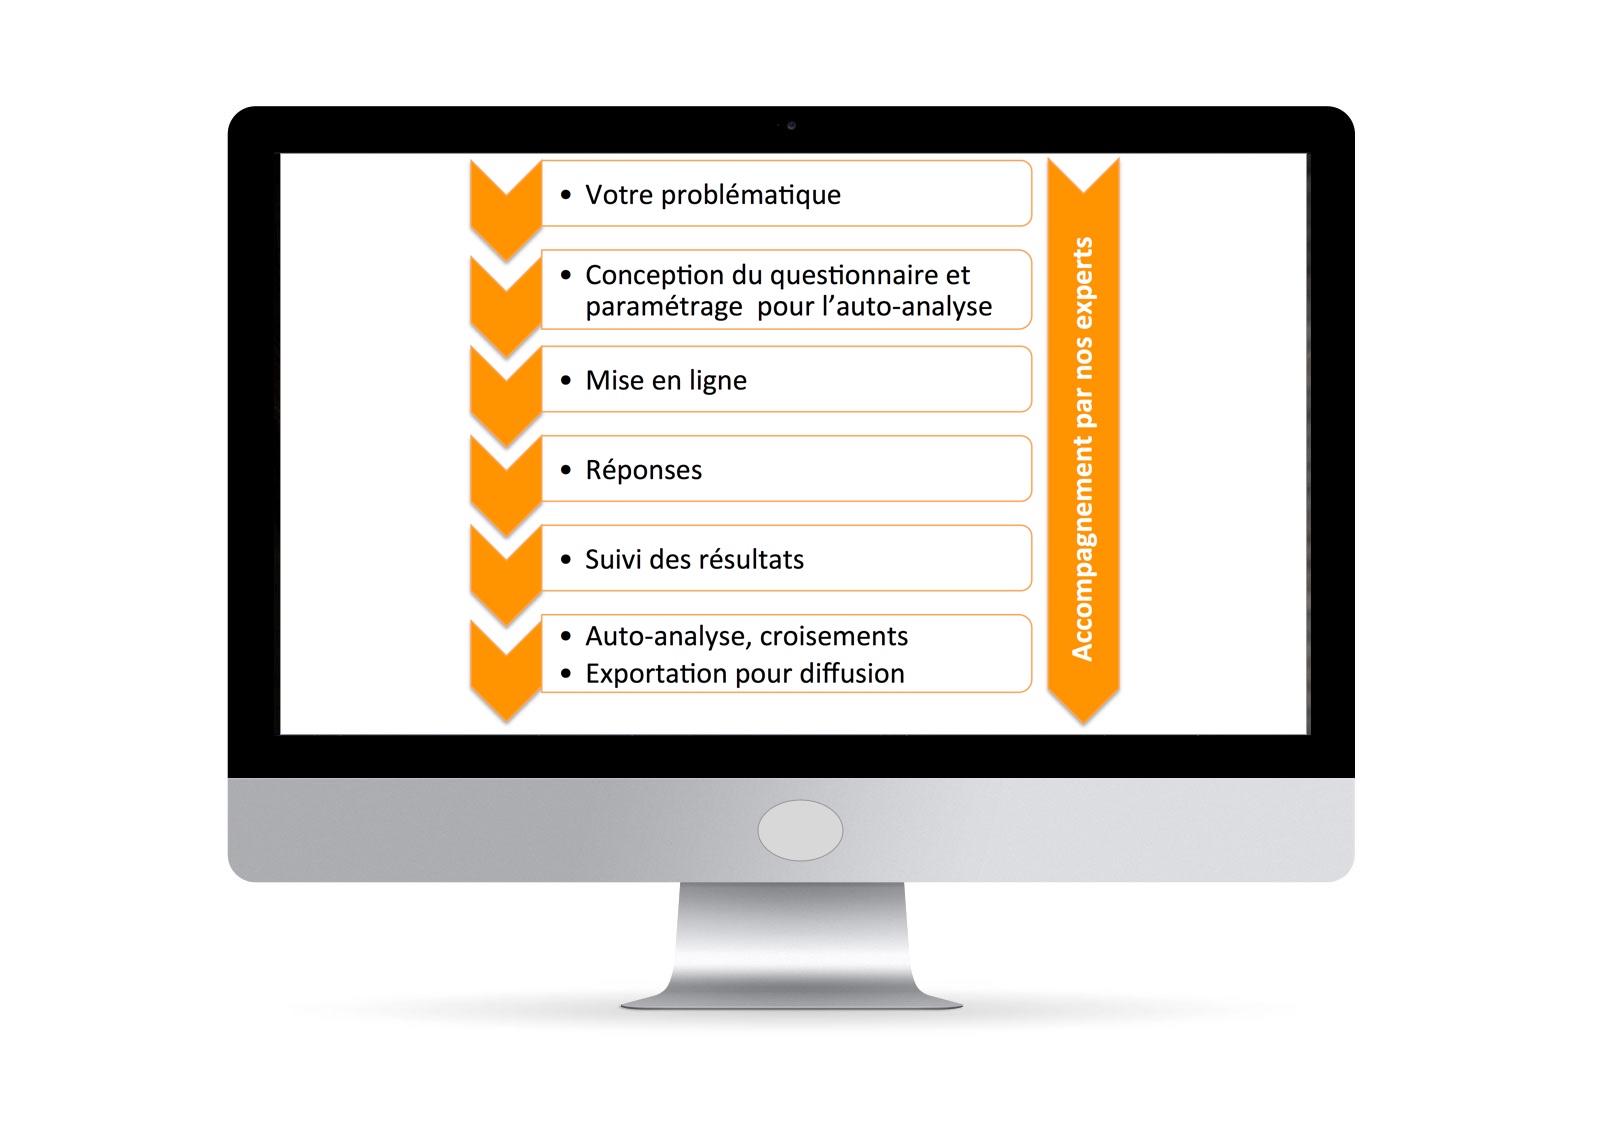 • Votre problématique
• Conception du questionnaire et
paramétrage  pour l’auto-analyse
• Mise en ligne
• Réponses
• Suivi des résultats
• Auto-analyse, croisements
• Exportation pour diffusion
Accompagnement par nos experts